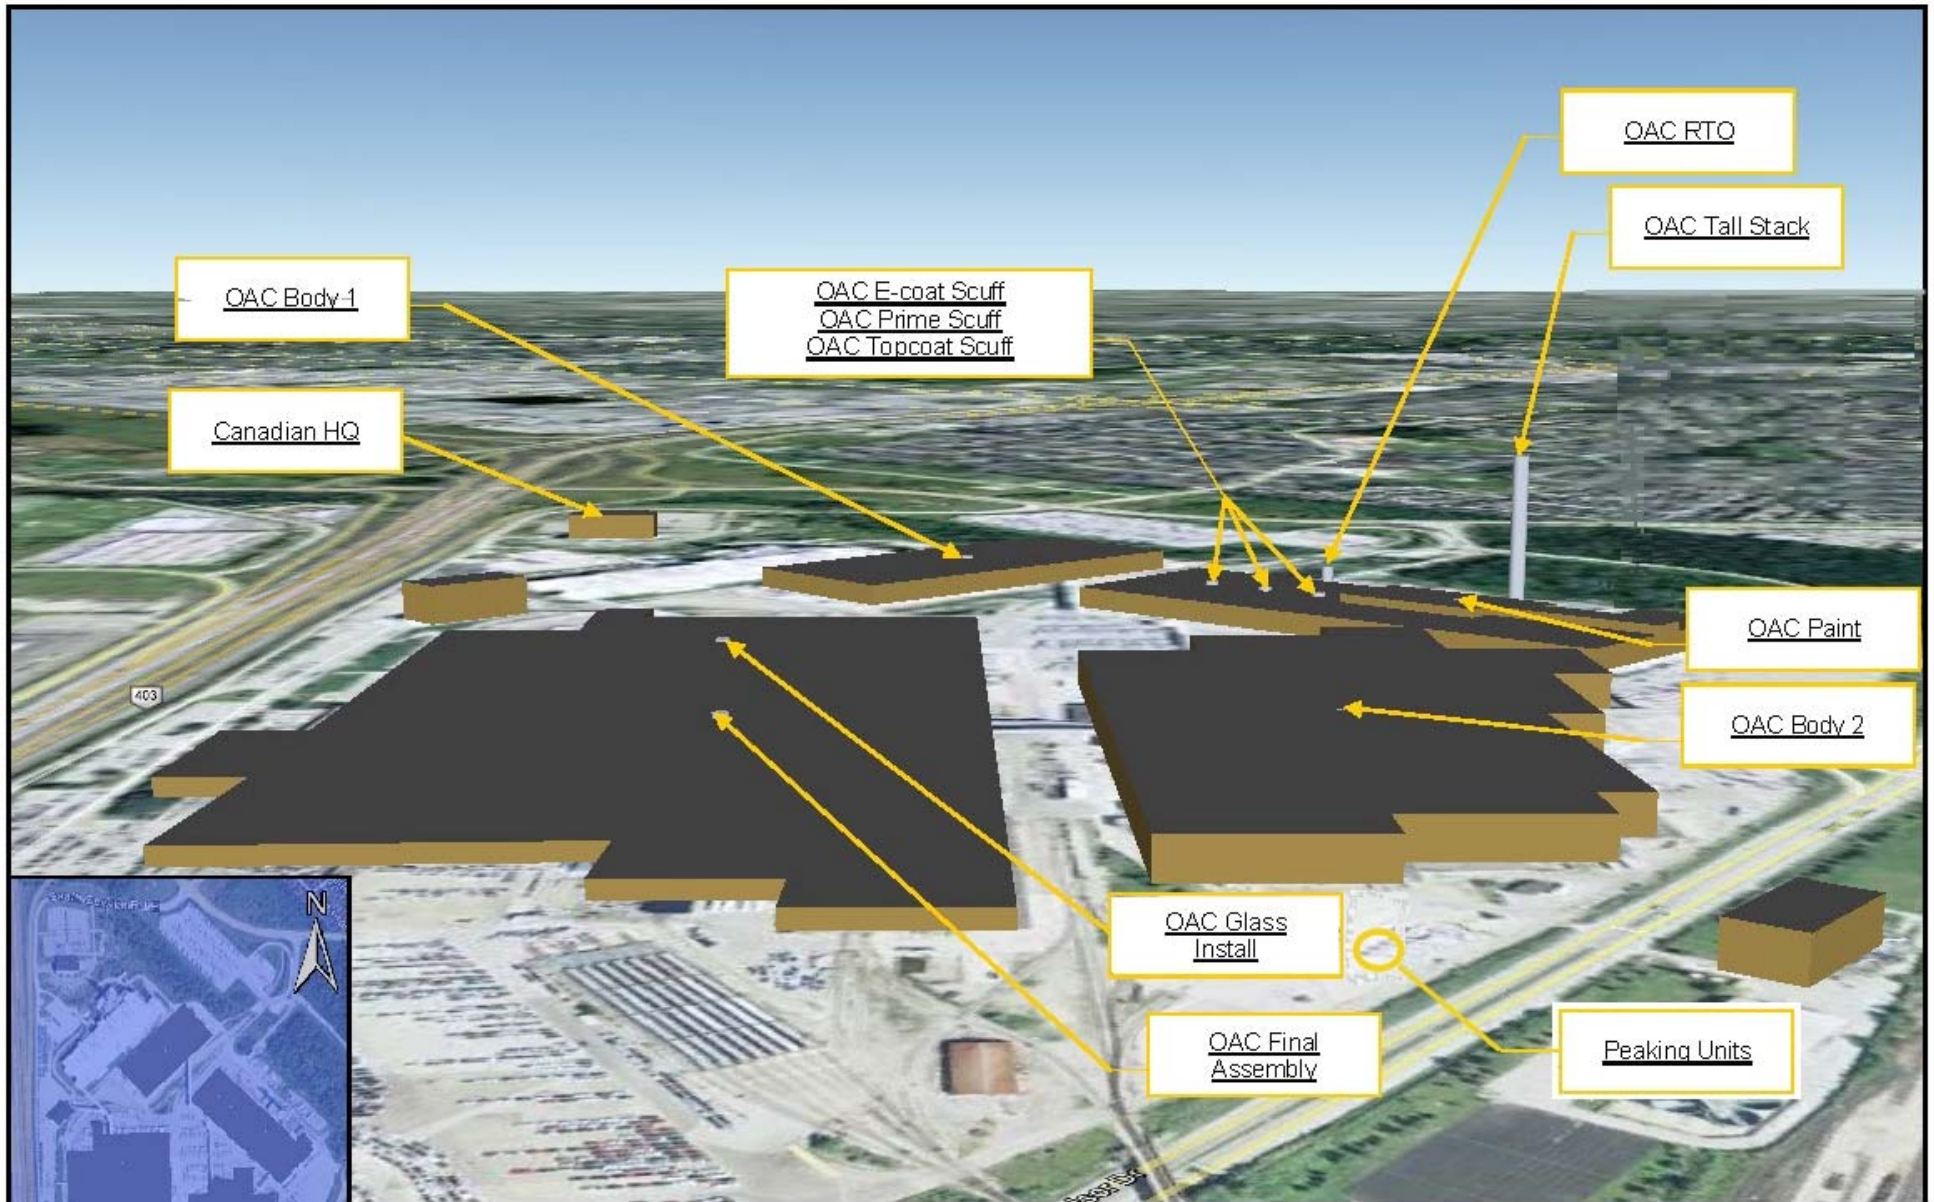 OAC RTO
OAC Tall Stack
OAC Body 1
OAC E-coat Scuff
OAC Prime Scuff
OAC Topcoat Scuff
Canadian HQ
OAC Paint
403
OAC Body 2
OAC Glass
Install
OAC Final
Assembly
Peaking Units
N